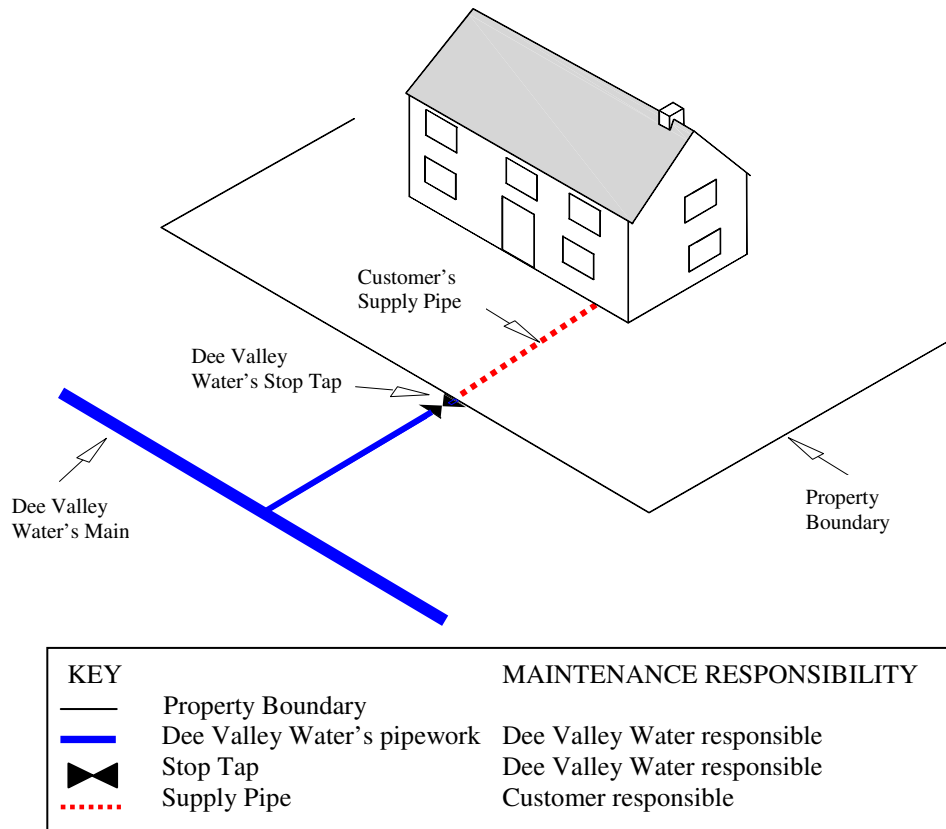 Customer's
Supply Pipe
Dee Valley
Water's Stop Tap
Dee Valley
Water's Main
Property
Boundary
KEY MAINTENANCE RESPONSIBILITY
Property Boundary
Dee Valley Water's pipework Dee Valley Water responsible
Stop Tap Dee Valley Water responsible
Supply Pipe Customer responsible